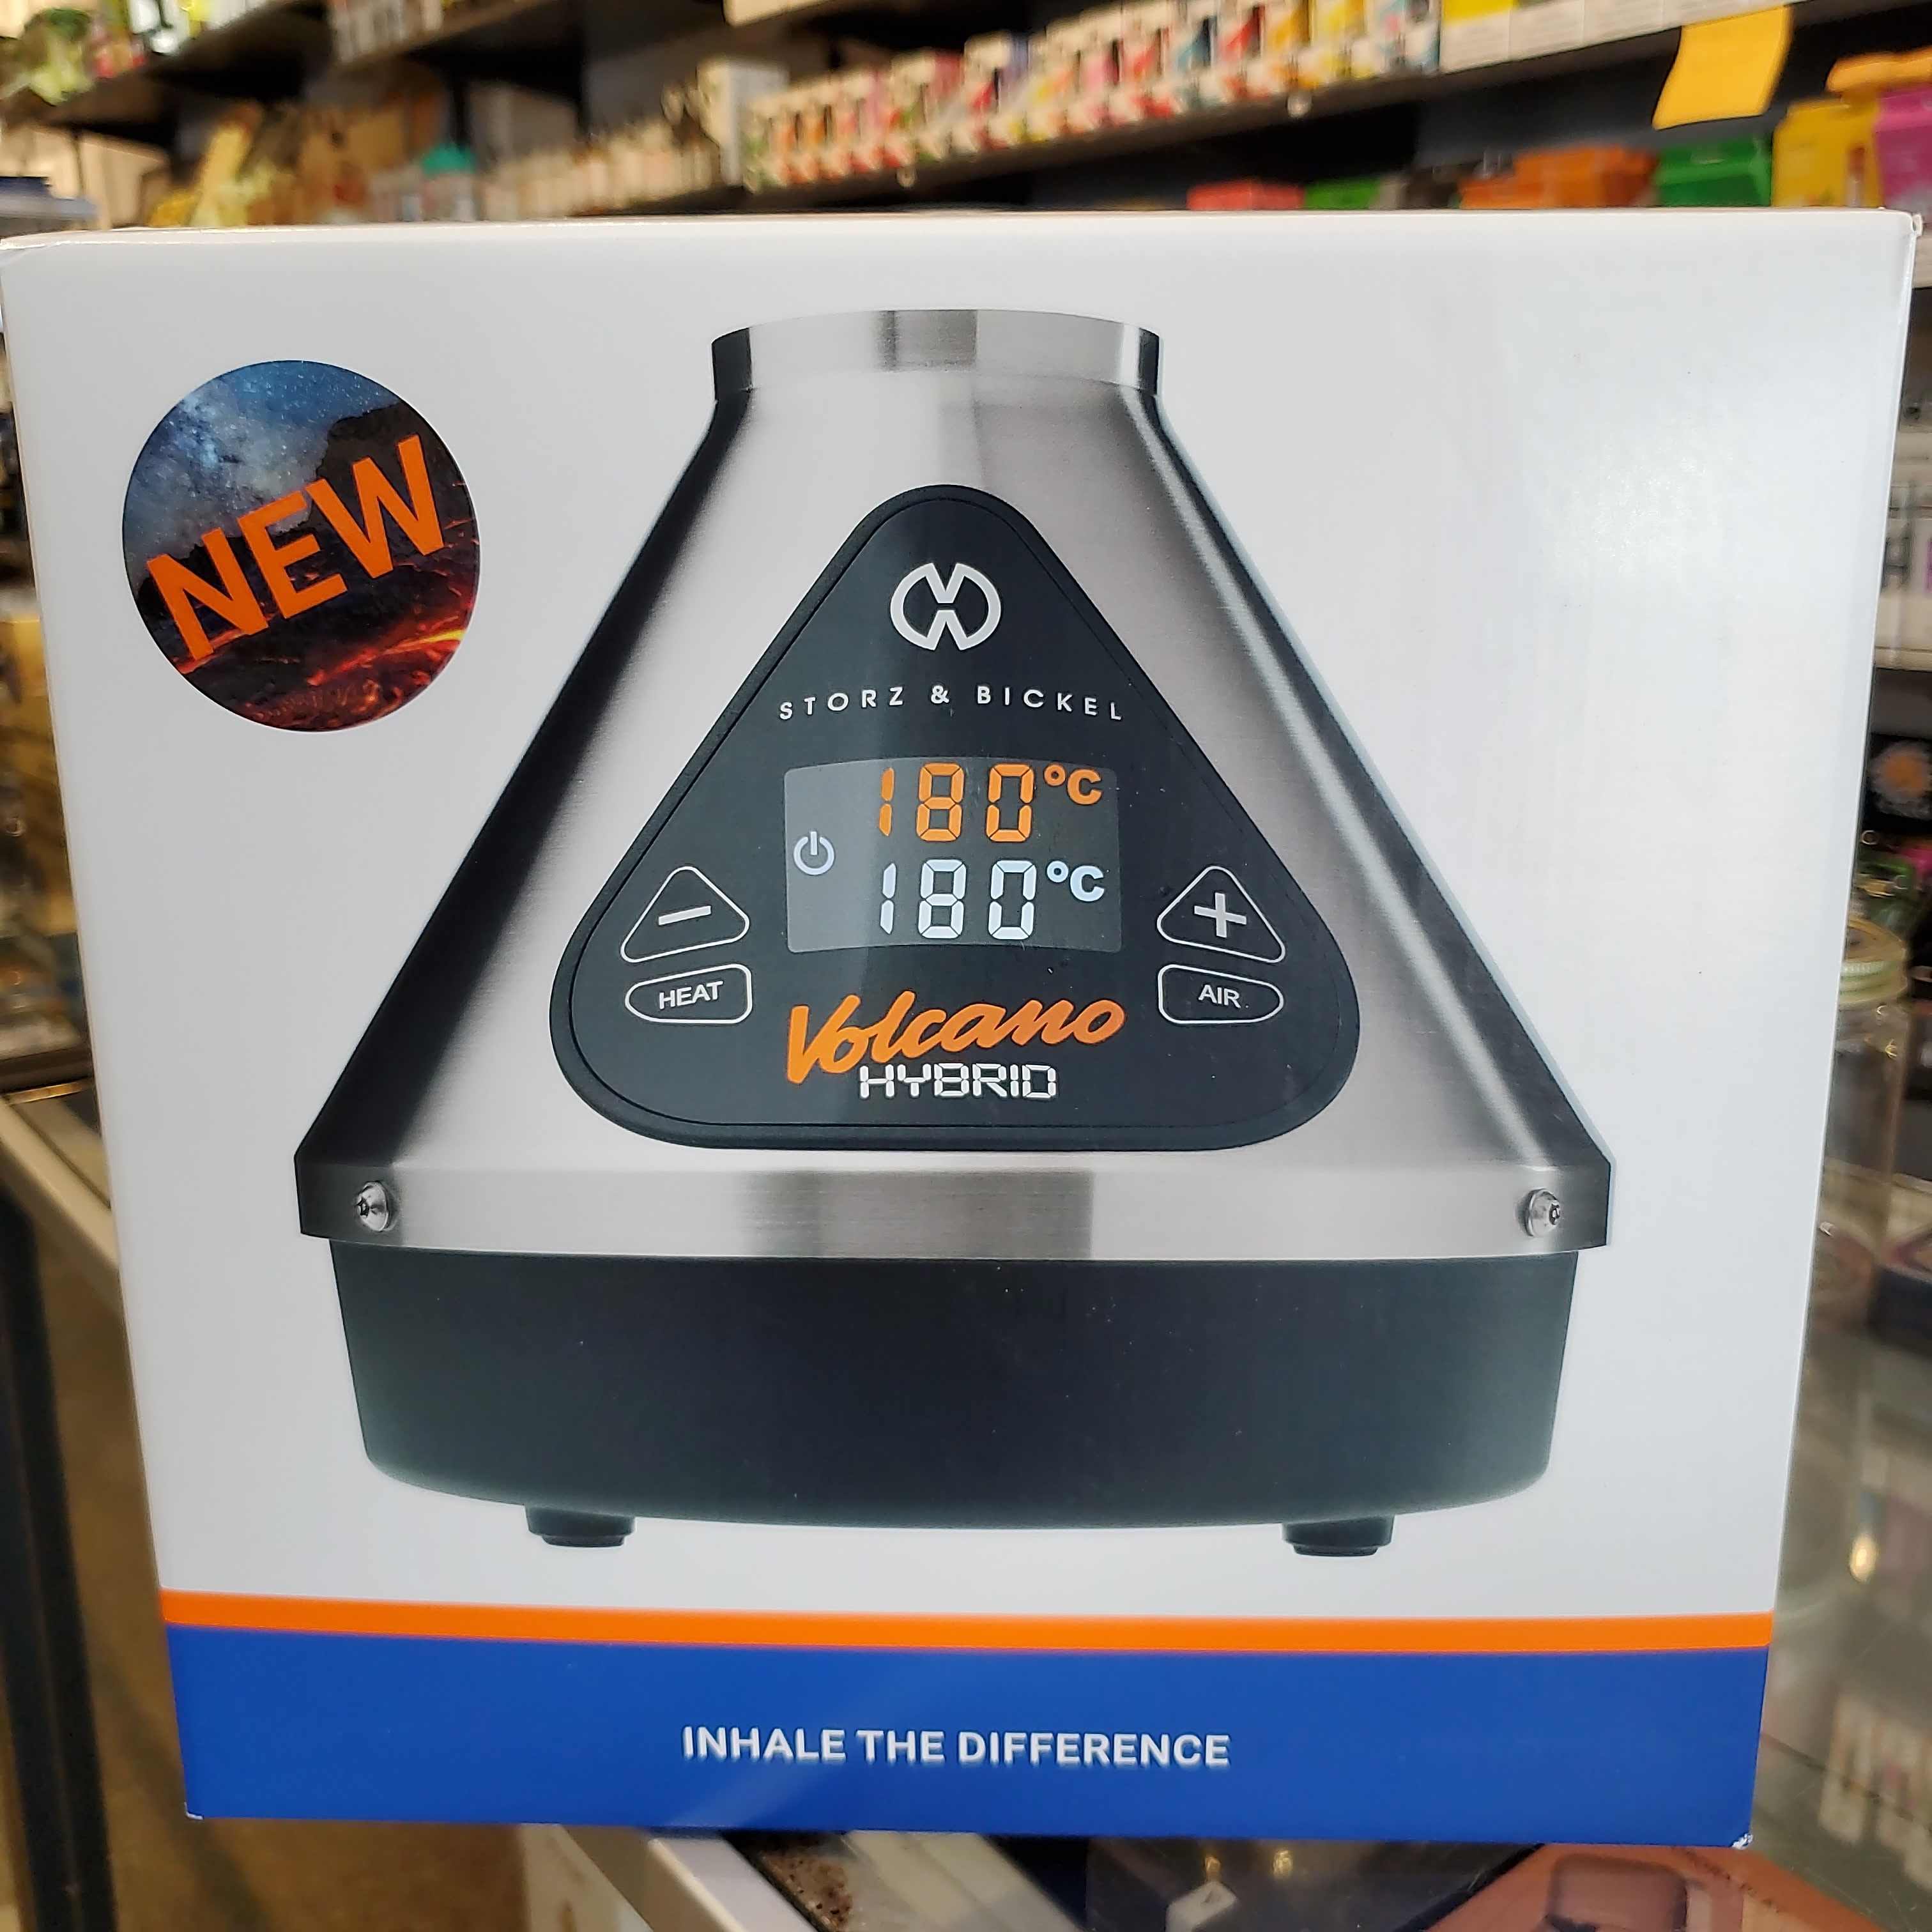 NEW
STORZ & BICKEL
180°C
180°C
HEAT
AIR
Volcano
HYBRID
INHALE THE DIFFERENCE